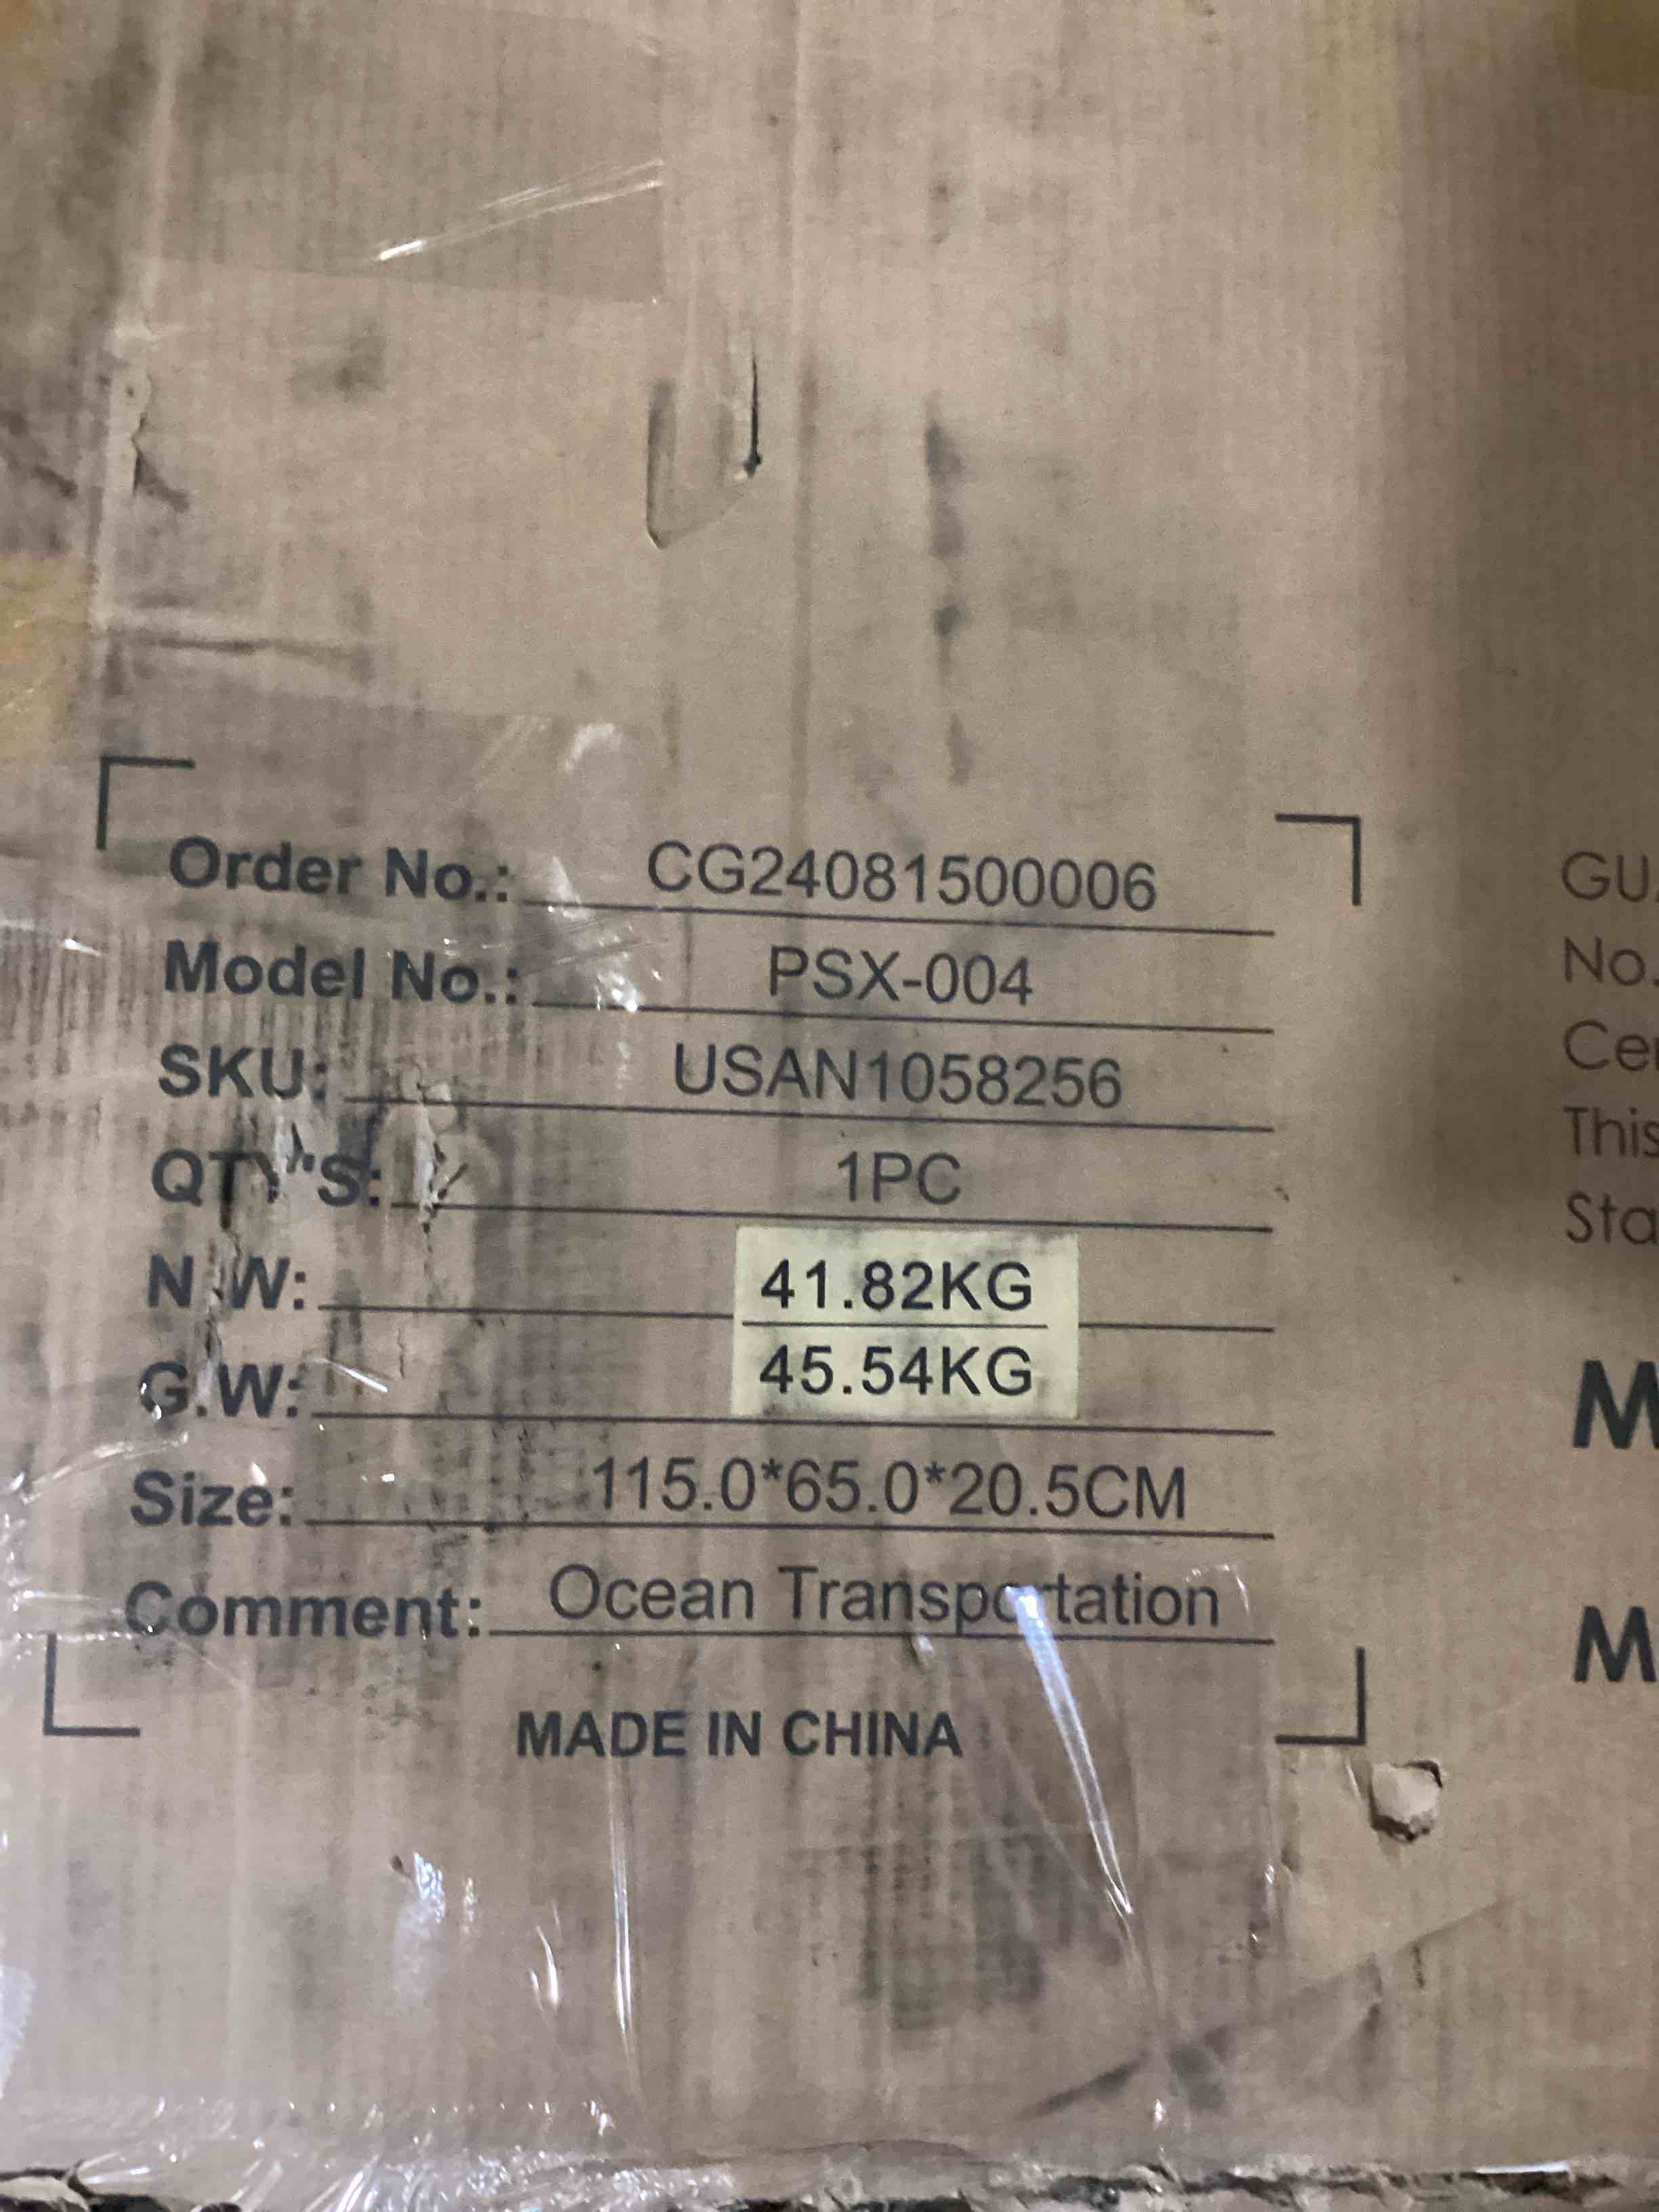 Order No.: CG24081500006
Model No.: PSX-004
SKU: USAN1058256
QTY'S: 1PC
N.W: 41.82KG
G.W: 45.54KG
Size: 115.0*65.0*20.5CM
Comment: Ocean Transportation
MADE IN CHINA
No.
This